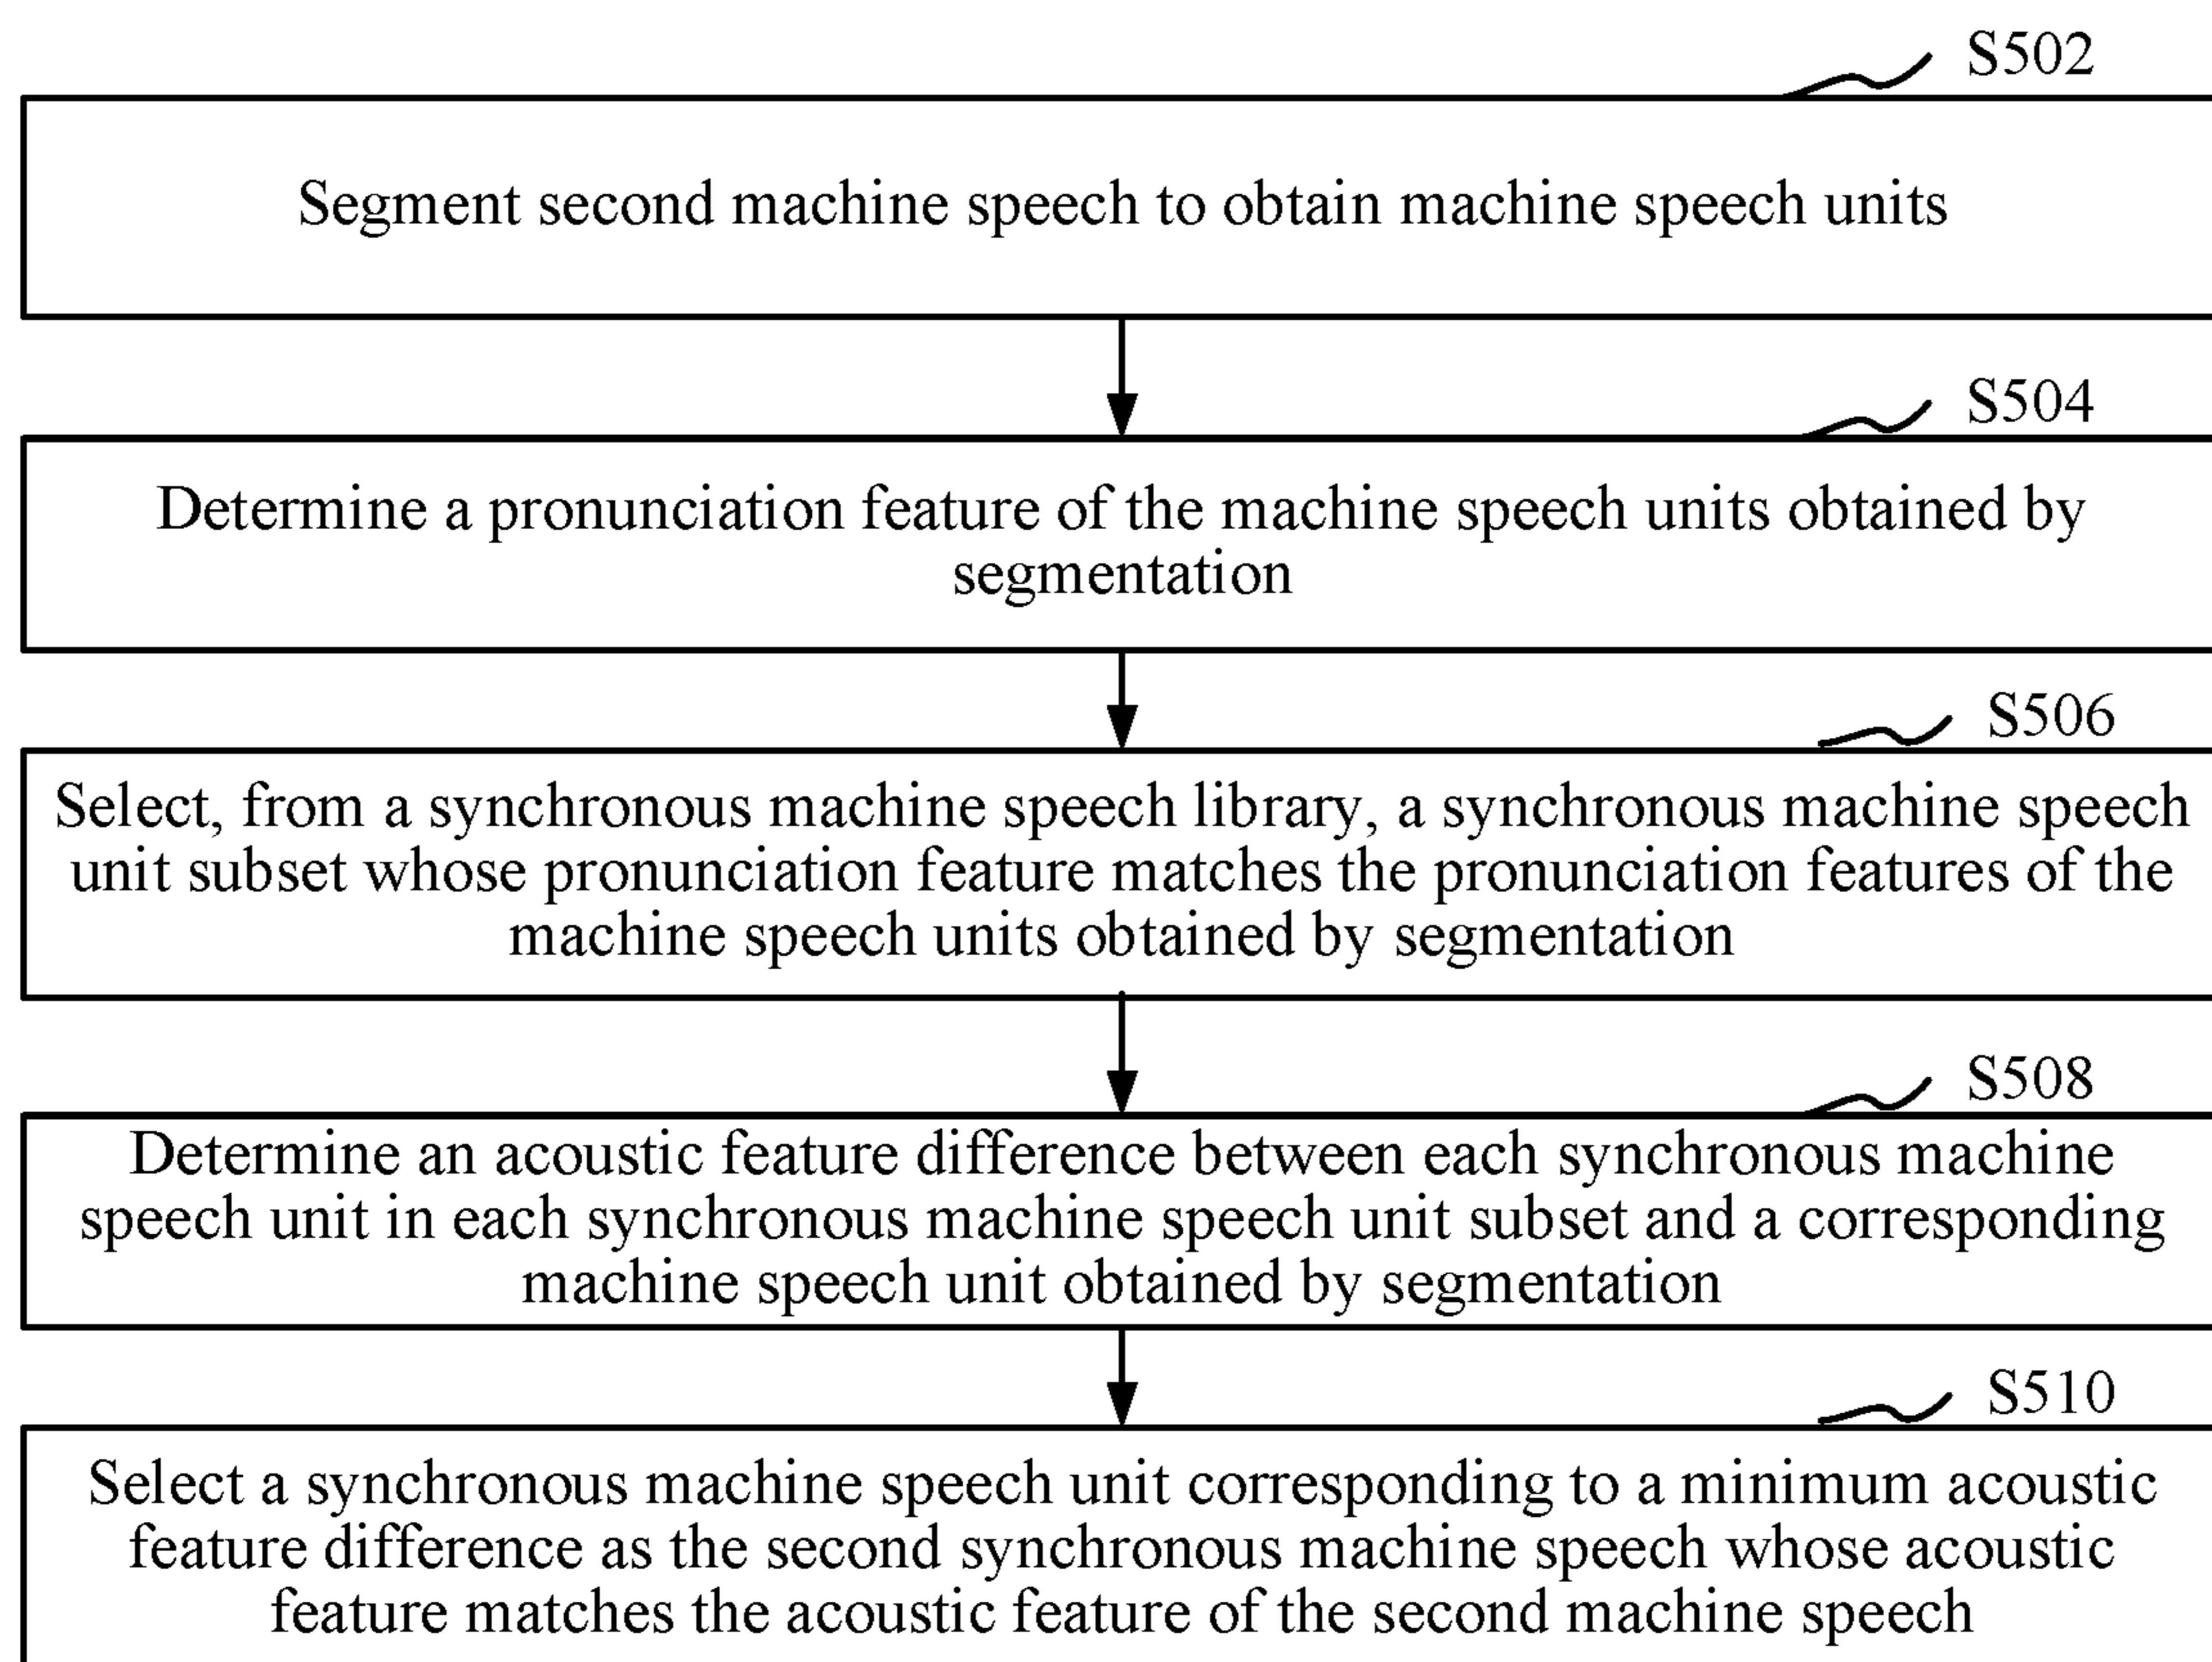 S502
Segment second machine speech to obtain machine speech units
S504
Determine a pronunciation feature of the machine speech units obtained by
segmentation
S506
Select, from a synchronous machine speech library, a synchronous machine speech
unit subset whose pronunciation feature matches the pronunciation features of the
machine speech units obtained by segmentation
S508
Determine an acoustic feature difference between each synchronous machine
speech unit in each synchronous machine speech unit subset and a corresponding
machine speech unit obtained by segmentation
S510
Select a synchronous machine speech unit corresponding to a minimum acoustic
feature difference as the second synchronous machine speech whose acoustic
feature matches the acoustic feature of the second machine speech